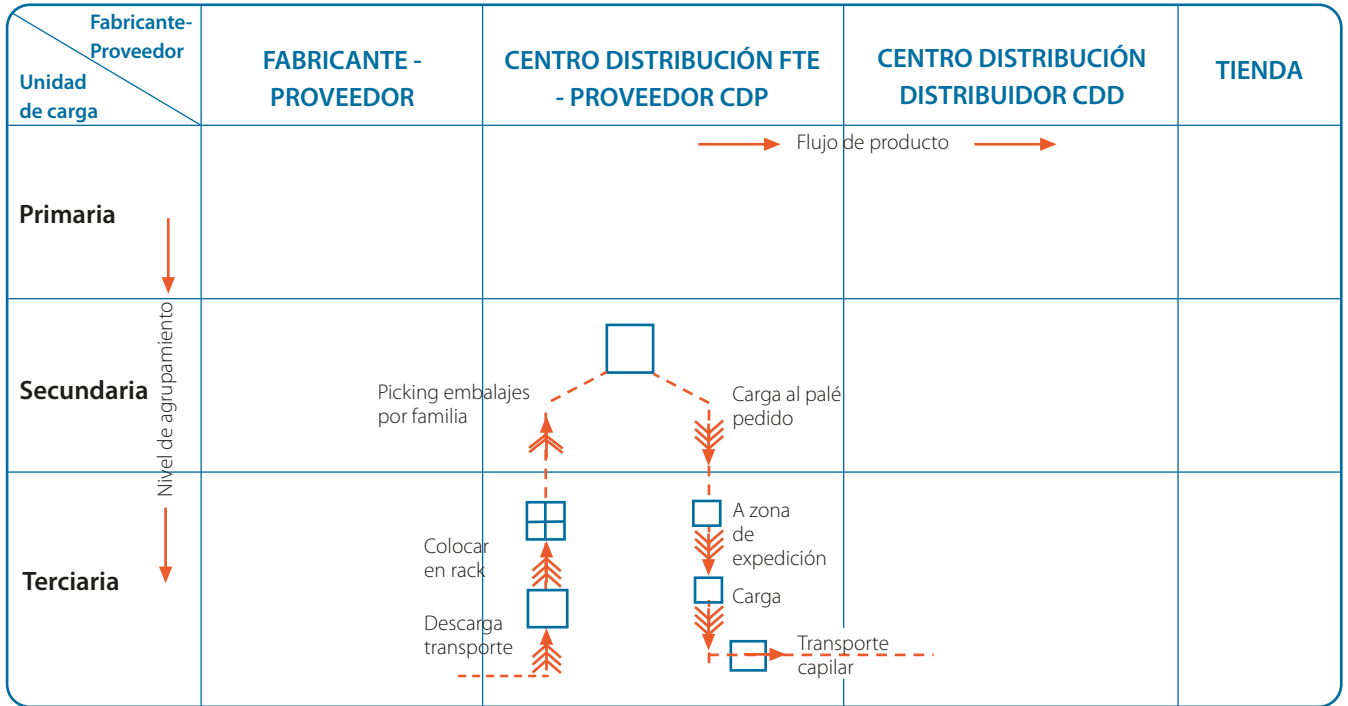 Fabricante-
Proveedor
Unidad
de carga
FABRICANTE -
PROVEEDOR
CENTRO DISTRIBUCIÓN FTE
- PROVEEDOR CDP
CENTRO DISTRIBUCIÓN
DISTRIBUIDOR CDD
TIENDA
Flujo de producto
Primaria
Nivel de agrupamiento
Secundaria
Picking embalajes
por familia
Carga al palé
pedido
Terciaria
Colocar
en rack
Descarga
transporte
A zona
de
expedición
Carga
Transporte
capilar